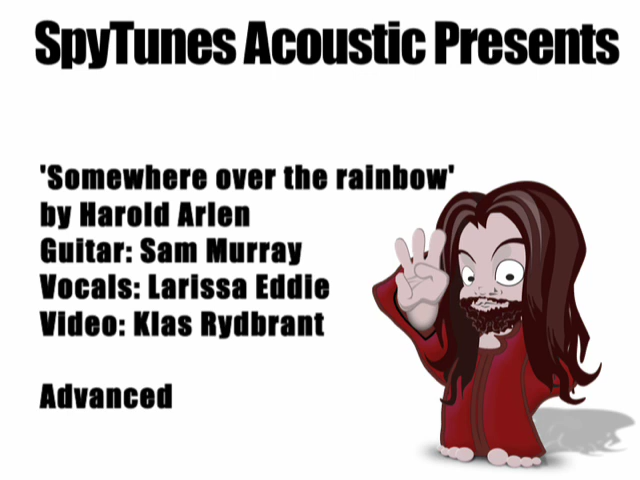 SpyTunes Acoustic Presents
'Somewhere over the rainbow'
by Harold Arlen
Guitar: Sam Murray
Vocals: Larissa Eddie
Video: Klas Rydbrant
Advanced